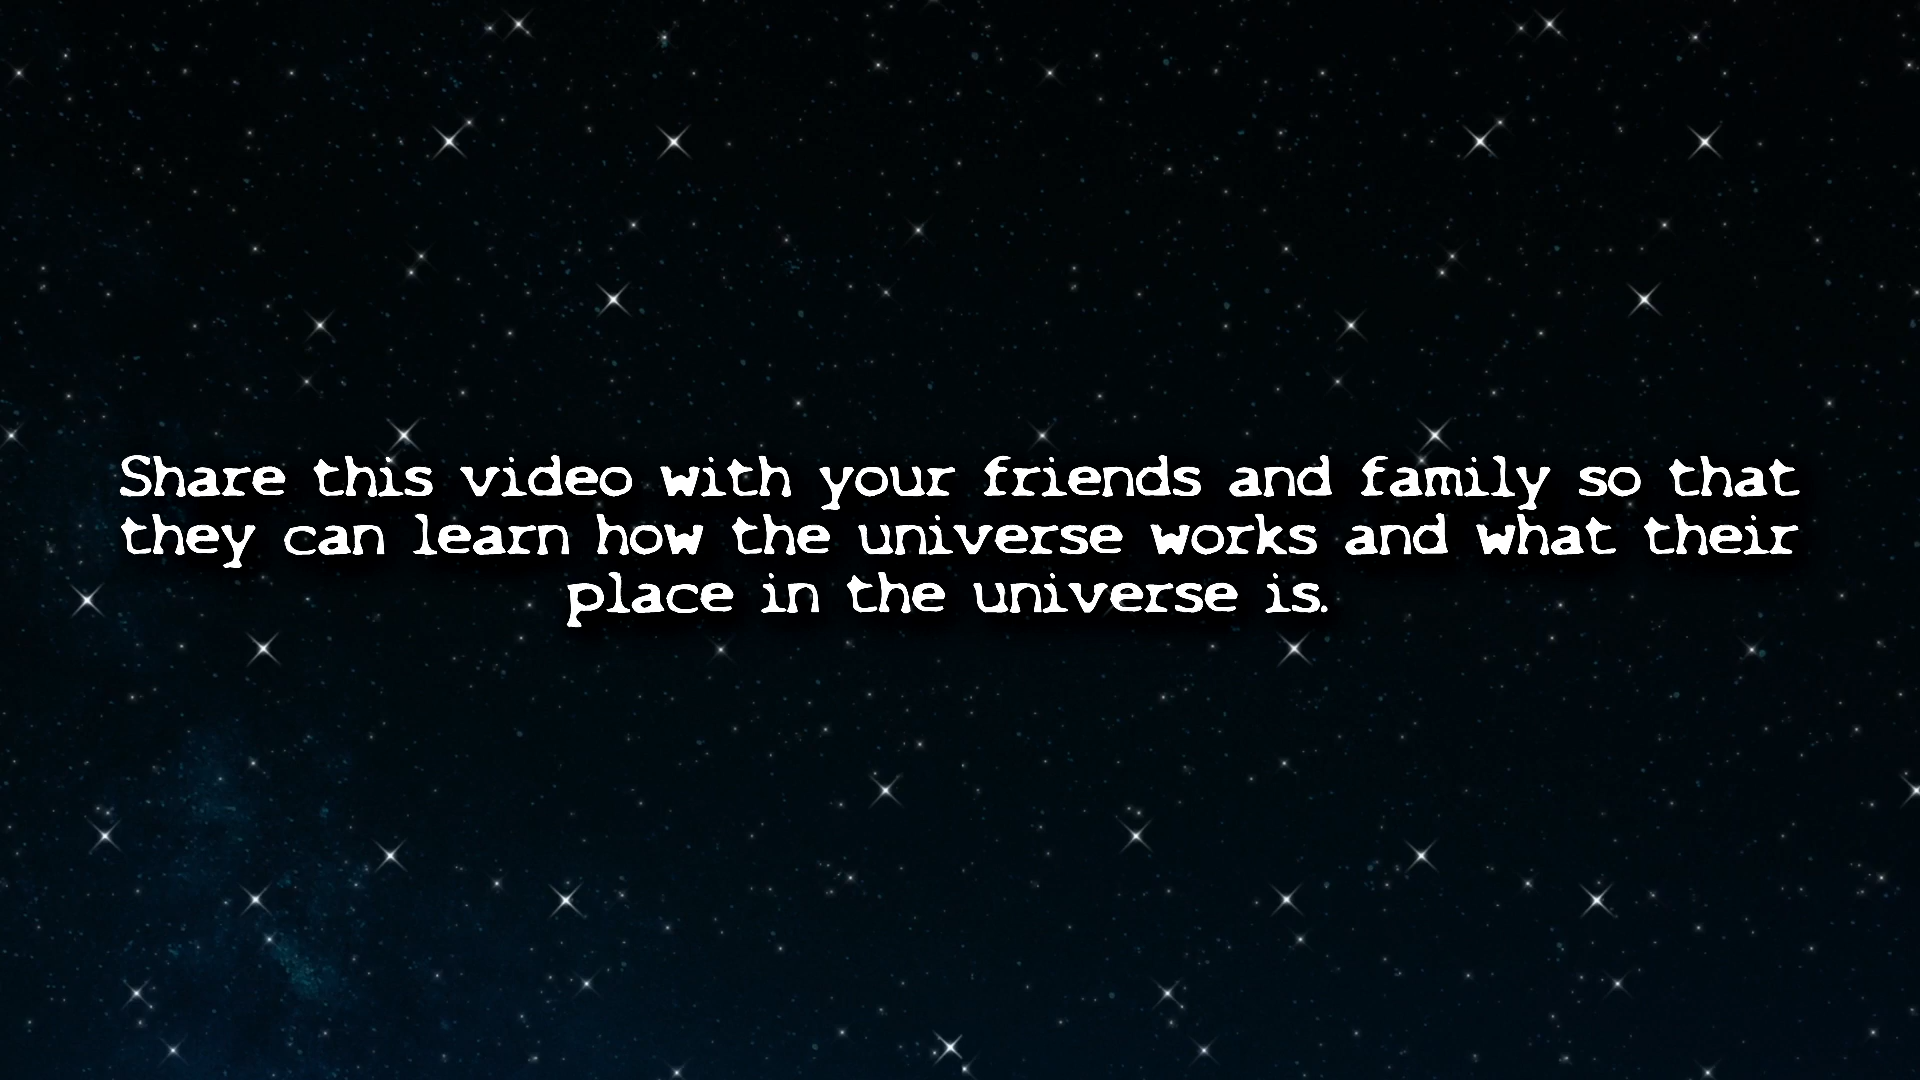 Share this video with your friends and family so that
they can learn how the universe works and what their
place in the universe is.